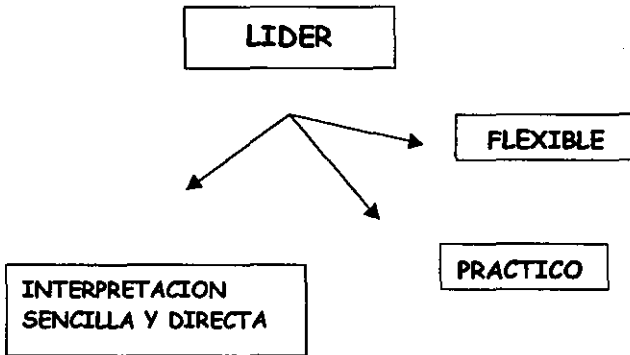 LIDER
FLEXIBLE
PRACTICO
INTERPRETACION
SENCILLA Y DIRECTA